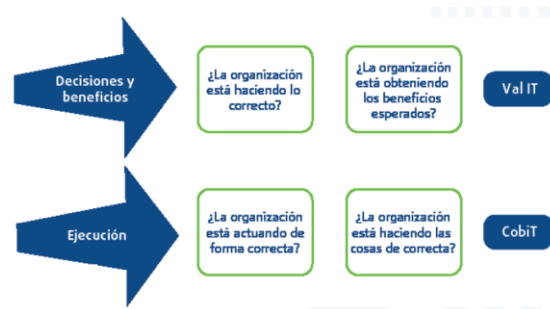 Decisiones y
beneficios
¿La organización
está haciendo lo
correcto?
¿La organización
está obteniendo
los beneficios
esperados?
Val IT
Ejecución
¿La organización
está actuando de
forma correcta?
¿La organización
está haciendo las
cosas de correcta?
CobiT